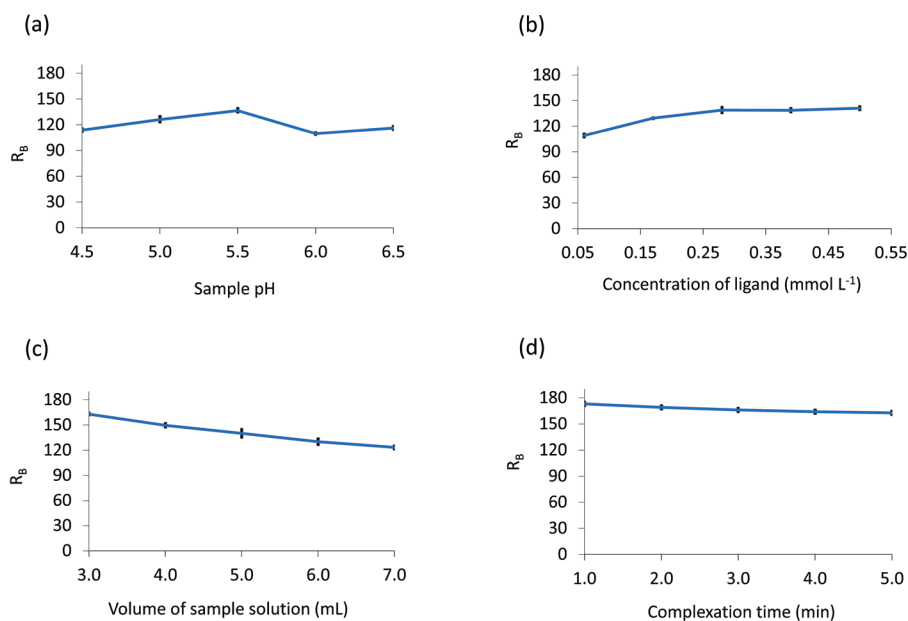 (a)
180
150
120
90
60
30
0
R_B
4.5 5.0 5.5 6.0 6.5
Sample pH
(b)
180
150
120
90
60
30
0
R_B
0.05 0.15 0.25 0.35 0.45 0.55
Concentration of ligand (mmol L⁻¹)
(c)
180
150
120
90
60
30
0
R_B
3.0 4.0 5.0 6.0 7.0
Volume of sample solution (mL)
(d)
180
150
120
90
60
30
0
R_B
1.0 2.0 3.0 4.0 5.0
Complexation time (min)